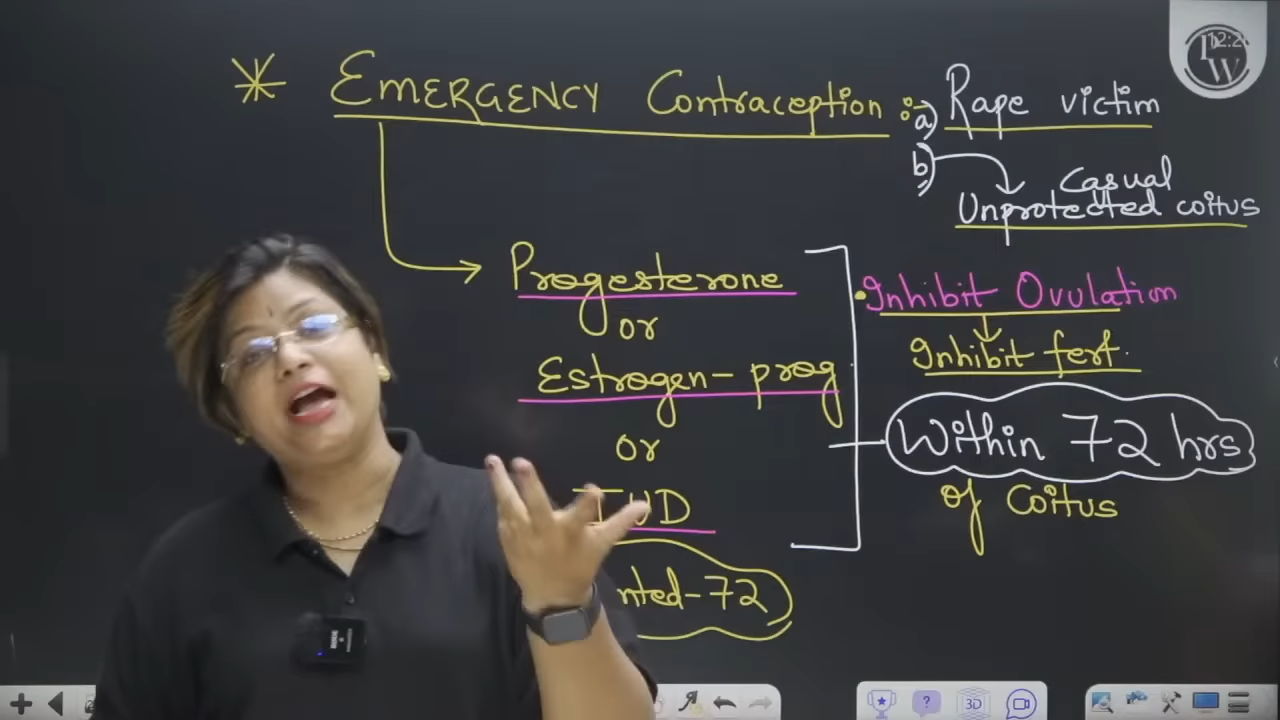 * EMERGENCY Contraception :
a) Rape victim
b) Casual
Unprotected coitus
Progesterone
or
Estrogen-prog
or
IUD
nted-72
• Inhibit Ovulation
Inhibit fert.
Within 72 hrs
of Coitus
W
3D